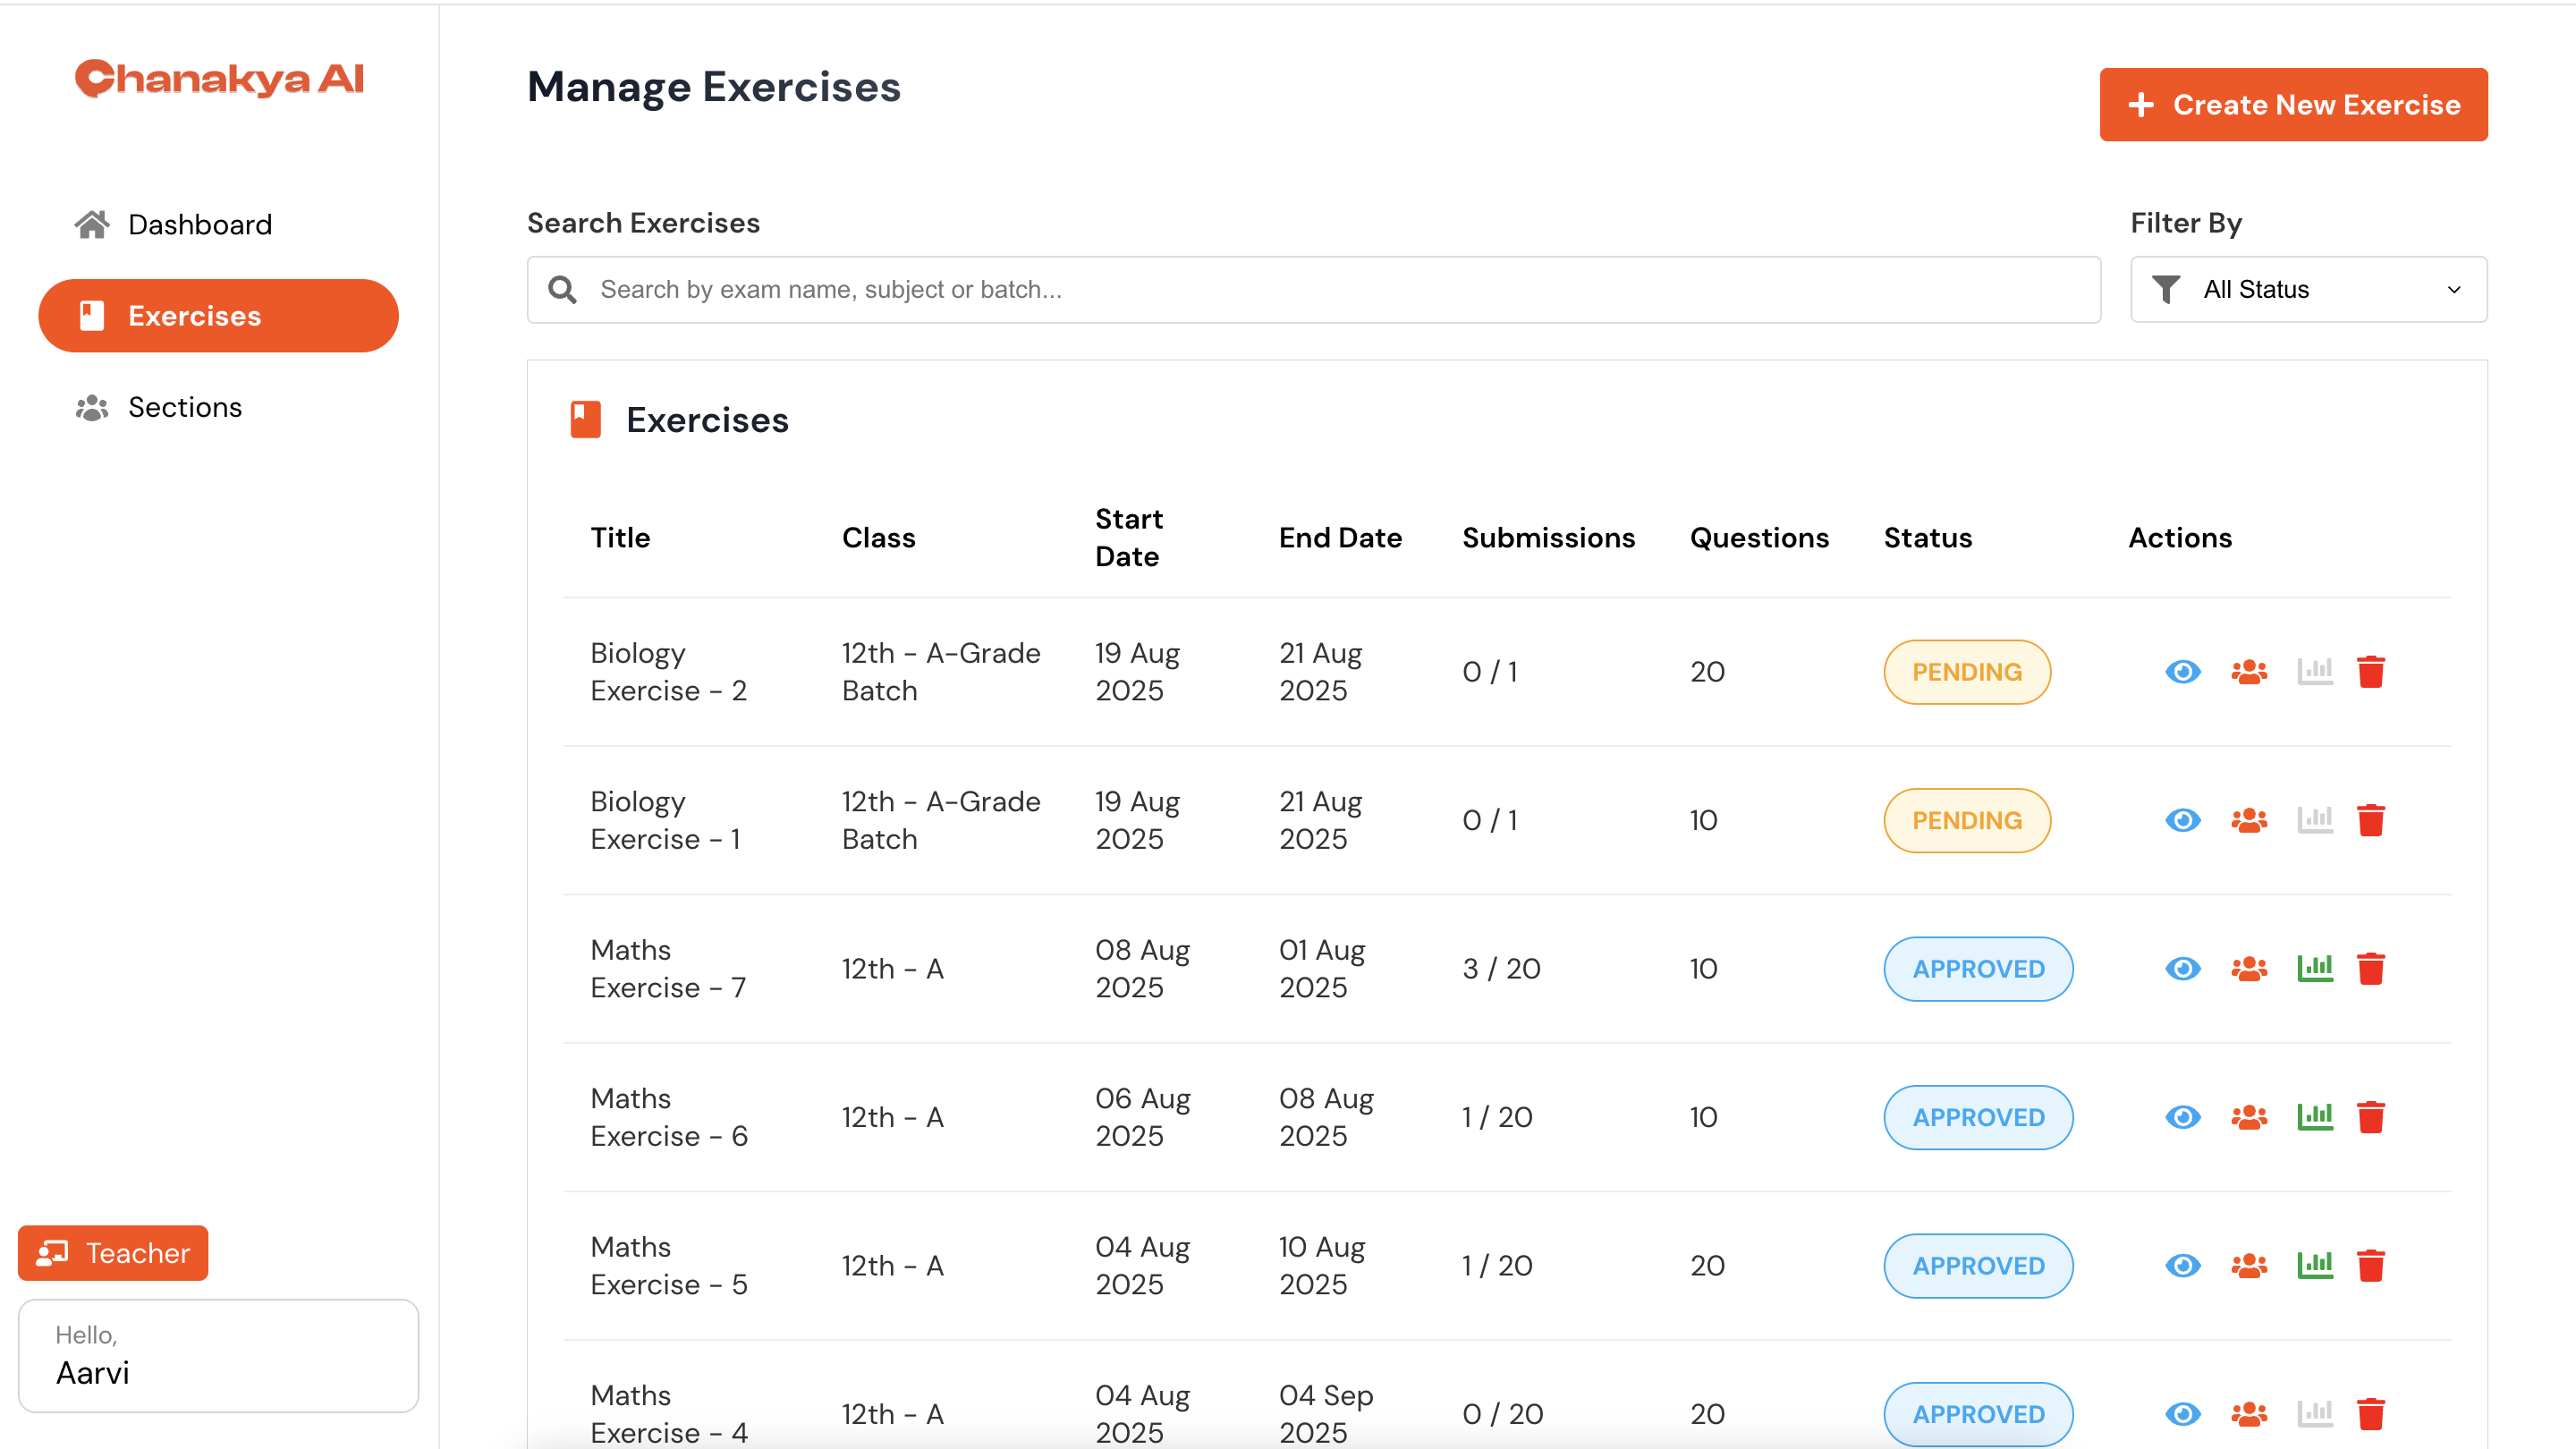 Chanakya AI
Dashboard
Exercises
Sections
Teacher
Hello,
Aarvi
Manage Exercises
Create New Exercise
Search Exercises
Search by exam name, subject or batch...
Filter By
All Status
Exercises
Title Class Start Date End Date Submissions Questions Status Actions
Biology Exercise - 2 12th - A-Grade Batch 19 Aug 2025 21 Aug 2025 0 / 1 20 PENDING
Biology Exercise - 1 12th - A-Grade Batch 19 Aug 2025 21 Aug 2025 0 / 1 10 PENDING
Maths Exercise - 7 12th - A 08 Aug 2025 01 Aug 2025 3 / 20 10 APPROVED
Maths Exercise - 6 12th - A 06 Aug 2025 08 Aug 2025 1 / 20 10 APPROVED
Maths Exercise - 5 12th - A 04 Aug 2025 10 Aug 2025 1 / 20 20 APPROVED
Maths Exercise - 4 12th - A 04 Aug 2025 04 Sep 2025 0 / 20 20 APPROVED